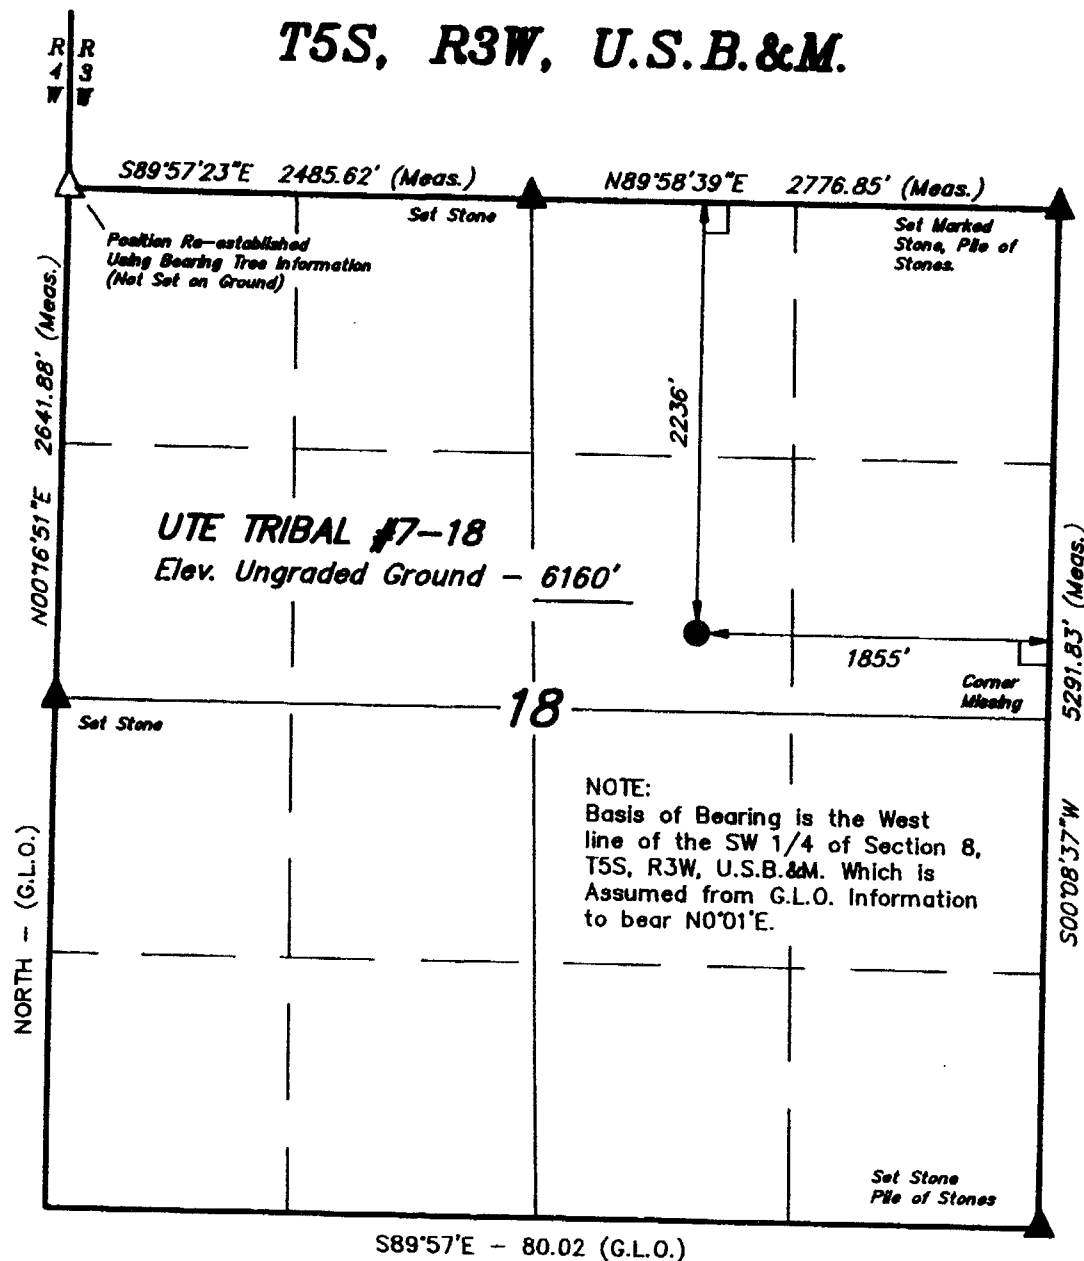 T5S, R3W, U.S.B.&M.
R R
4 3
W W
S89°57'23"E 2485.62' (Meas.)
N89°58'39"E 2776.85' (Meas.)
Set Stone
Set Marked
Stone, Pile of
Stones.
Position Re-established
Using Bearing Tree Information
(Not Set on Ground)
N00°16'51"E 2641.88' (Meas.)
2236'
UTE TRIBAL #7-18
Elev. Ungraded Ground - 6160'
1855'
Corner
Missing
S00°08'37"W 5291.83' (Meas.)
Set Stone
18
NOTE:
Basis of Bearing is the West
line of the SW 1/4 of Section 8,
T5S, R3W, U.S.B.&M. Which is
Assumed from G.L.O. Information
to bear N0°01'E.
NORTH - (G.L.O.)
Set Stone
Pile of Stones
S89°57'E - 80.02 (G.L.O.)